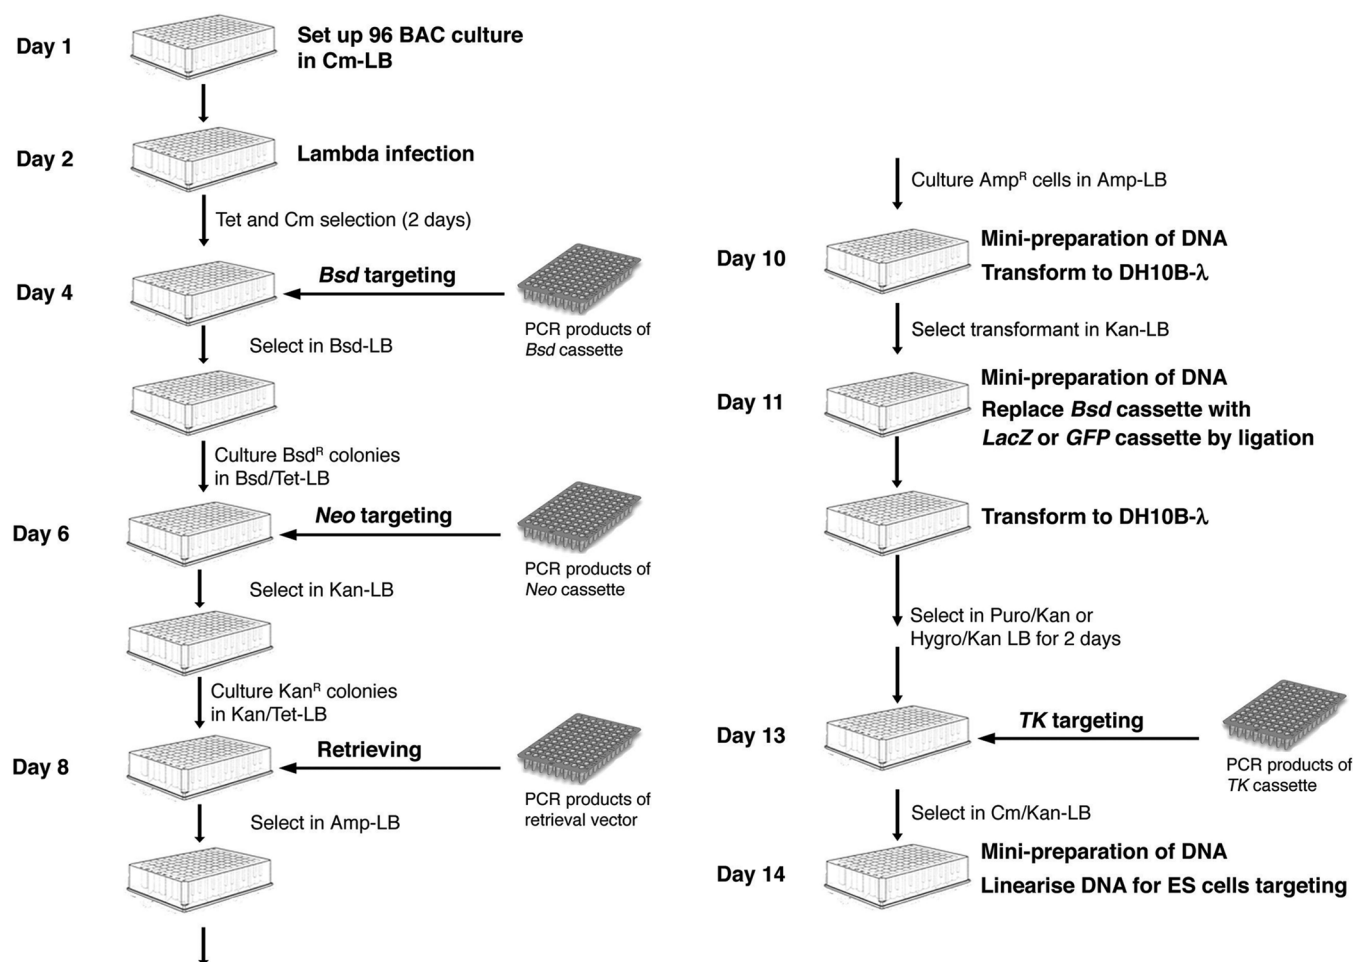 Day 1
Set up 96 BAC culture
in Cm-LB
Day 2
Lambda infection
Tet and Cm selection (2 days)
Day 4
Bsd targeting
PCR products of
Bsd cassette
Select in Bsd-LB
Culture BsdR colonies
in Bsd/Tet-LB
Day 6
Neo targeting
PCR products of
Neo cassette
Select in Kan-LB
Culture KanR colonies
in Kan/Tet-LB
Day 8
Retrieving
PCR products of
retrieval vector
Select in Amp-LB
Culture AmpR cells in Amp-LB
Day 10
Mini-preparation of DNA
Transform to DH10B-λ
Select transformant in Kan-LB
Day 11
Mini-preparation of DNA
Replace Bsd cassette with
LacZ or GFP cassette by ligation
Transform to DH10B-λ
Select in Puro/Kan or
Hygro/Kan LB for 2 days
Day 13
TK targeting
PCR products of
TK cassette
Select in Cm/Kan-LB
Day 14
Mini-preparation of DNA
Linearise DNA for ES cells targeting